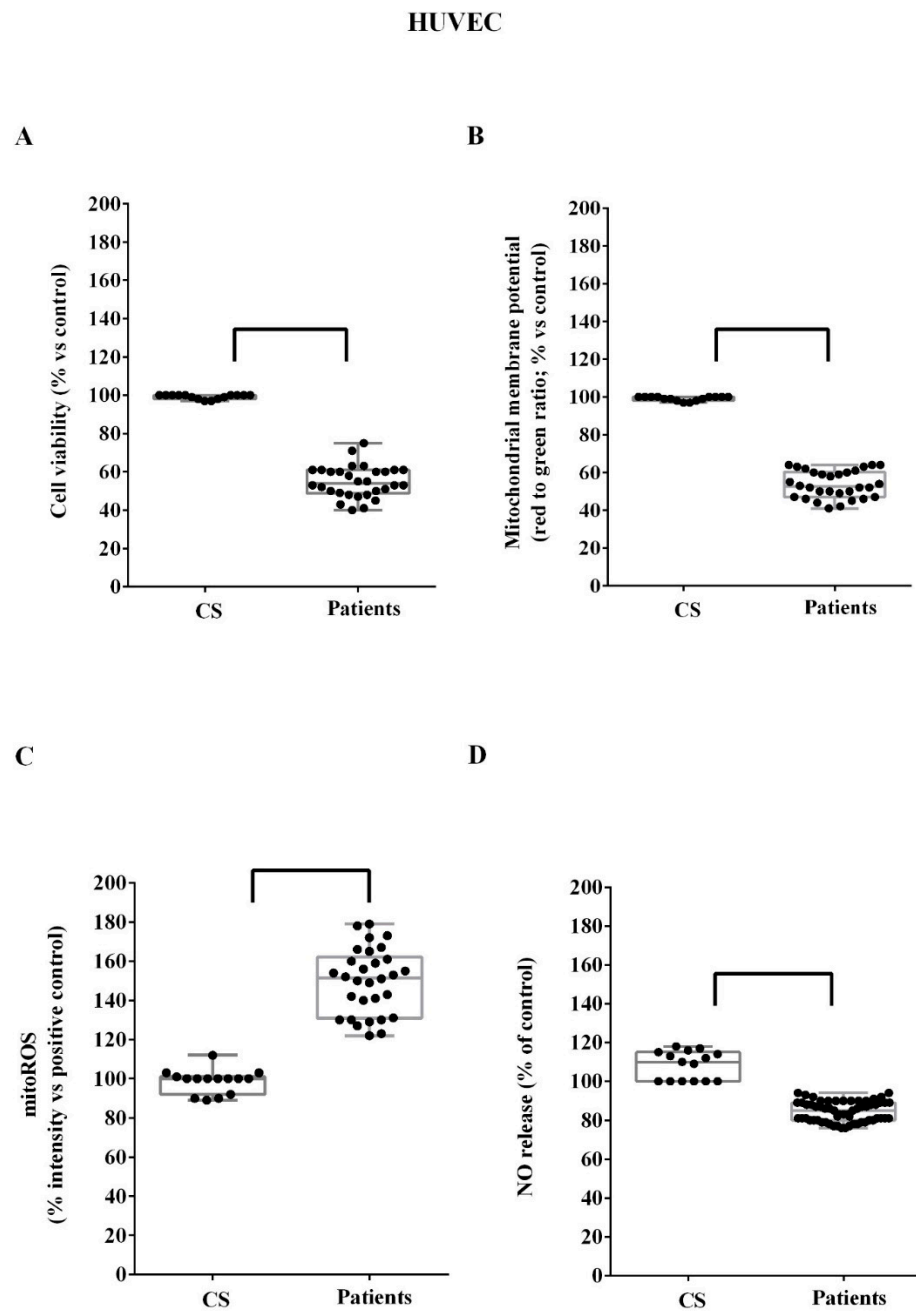 HUVEC
A
Cell viability (% vs control)
200
180
160
140
120
100
80
60
40
20
0
CS
Patients
B
Mitochondrial membrane potential
(red to green ratio; % vs control)
200
180
160
140
120
100
80
60
40
20
0
CS
Patients
C
mitoROS
(% intensity vs positive control)
200
180
160
140
120
100
80
60
40
20
0
CS
Patients
D
NO release (% of control)
200
180
160
140
120
100
80
60
40
20
0
CS
Patients